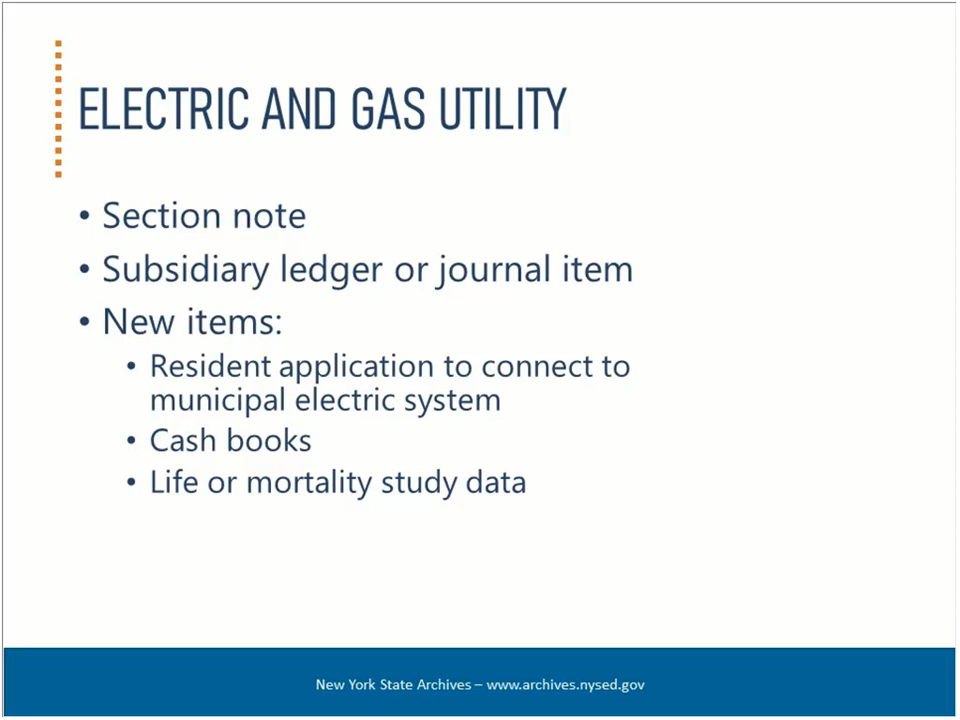 ELECTRIC AND GAS UTILITY
• Section note
• Subsidiary ledger or journal item
• New items:
• Resident application to connect to
municipal electric system
• Cash books
• Life or mortality study data
New York State Archives – www.archives.nysed.gov